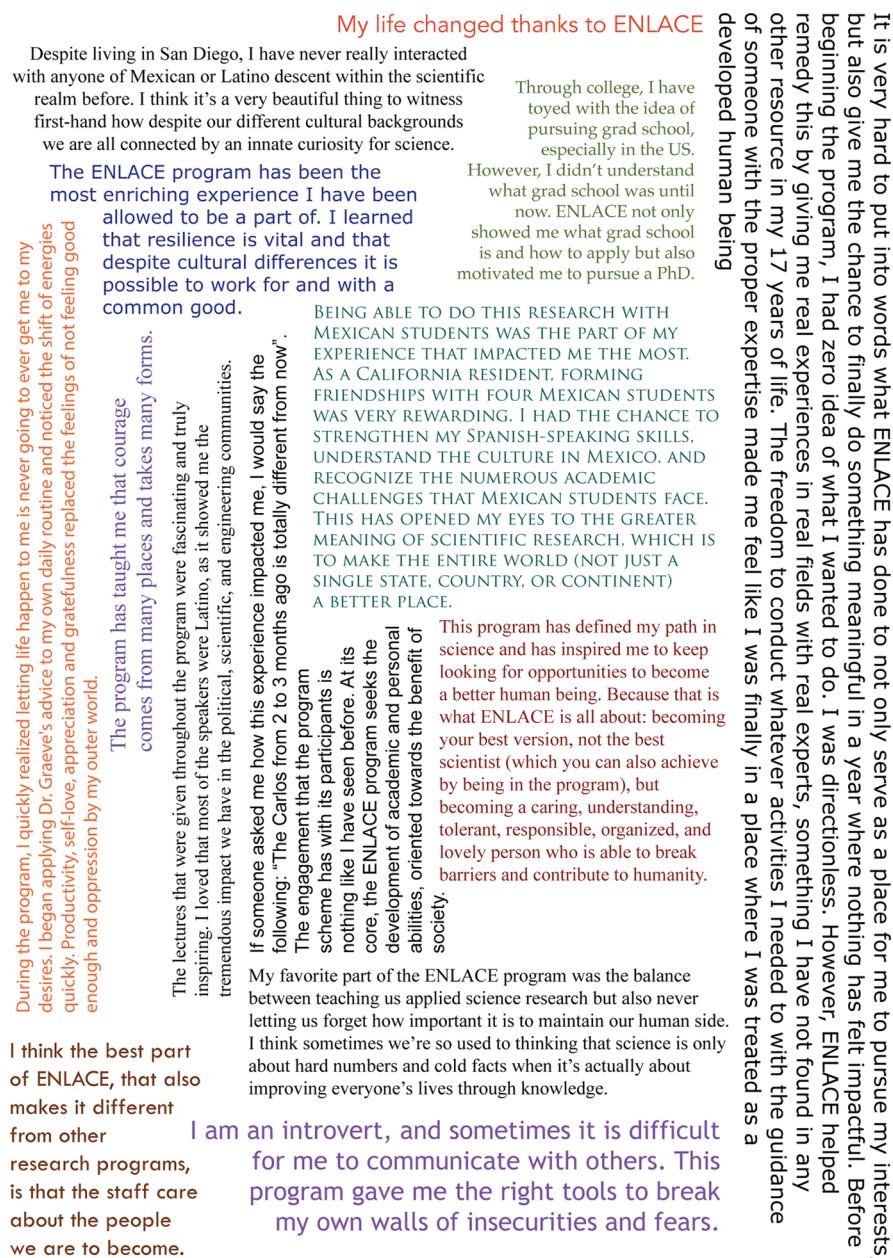 My life changed thanks to ENLACE
Despite living in San Diego, I have never really interacted
with anyone of Mexican or Latino descent within the scientific
realm before. I think it's a very beautiful thing to witness
first-hand how despite our different cultural backgrounds
we are all connected by an innate curiosity for science.
Through college, I have
toyed with the idea of
pursuing grad school,
especially in the US.
However, I didn't understand
what grad school was until
now. ENLACE not only
showed me what grad school
is and how to apply but also
motivated me to pursue a PhD.
The ENLACE program has been the
most enriching experience I have been
allowed to be a part of. I learned
that resilience is vital and that
despite cultural differences it is
possible to work for and with a
common good.
It is very hard to put into words what ENLACE has done to not only serve as a place for me to pursue my interests,
but also give me the chance to finally do something meaningful in a year where nothing has felt impactful. Before
beginning the program, I had zero idea of what I wanted to do. I was directionless. However, ENLACE helped
remedy this by giving me real experiences in real fields with real experts, something I have not found in any
other resource in my 17 years of life. The freedom to conduct whatever activities I needed to with the guidance
of someone with the proper expertise made me feel like I was finally in a place where I was treated as a
developed human being
During the program, I quickly realized letting life happen to me is never going to ever get me to my
desires. I began applying Dr. Graeve's advice to my own daily routine and noticed the shift of energies
quickly. Productivity, self-love, appreciation and gratefulness replaced the feelings of not feeling good
enough and oppression by my outer world.
The program has taught me that courage
comes from many places and takes many forms.
The lectures that were given throughout the program were fascinating and truly
inspiring. I loved that most of the speakers were Latino, as it showed me the
tremendous impact we have in the political, scientific, and engineering communities.
If someone asked me how this experience impacted me, I would say the
following: “The Carlos from 2 to 3 months ago is totally different from now”.
The engagement that the program
scheme has with its participants is
nothing like I have seen before. At its
core, the ENLACE program seeks the
development of academic and personal
abilities, oriented towards the benefit of
society.
Being able to do this research with
Mexican students was the part of my
experience that impacted me the most.
As a California resident, forming
friendships with four Mexican students
was very rewarding. I had the chance to
strengthen my Spanish-speaking skills,
understand the culture in Mexico, and
recognize the numerous academic
challenges that Mexican students face.
This has opened my eyes to the greater
meaning of scientific research, which is
to make the entire world (not just a
single state, country, or continent)
a better place.
This program has defined my path in
science and has inspired me to keep
looking for opportunities to become
a better human being. Because that is
what ENLACE is all about: becoming
your best version, not the best
scientist (which you can also achieve
by being in the program), but
becoming a caring, understanding,
tolerant, responsible, organized, and
lovely person who is able to break
barriers and contribute to humanity.
My favorite part of the ENLACE program was the balance
between teaching us applied science research but also never
letting us forget how important it is to maintain our human side.
I think sometimes we're so used to thinking that science is only
about hard numbers and cold facts when it's actually about
improving everyone's lives through knowledge.
I think the best part
of ENLACE, that also
makes it different
from other
research programs,
is that the staff care
about the people
we are to become.
I am an introvert, and sometimes it is difficult
for me to communicate with others. This
program gave me the right tools to break
my own walls of insecurities and fears.